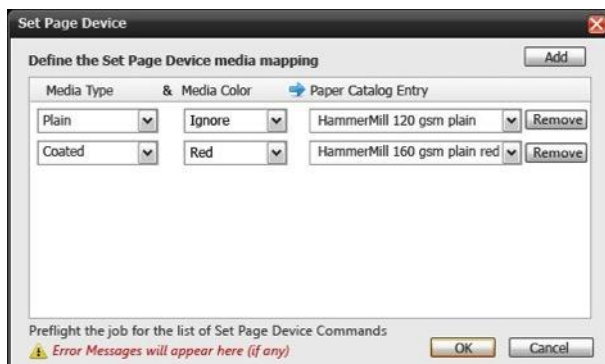 Set Page Device
Define the Set Page Device media mapping Add
Media Type & Media Color Paper Catalog Entry
Plain Ignore HammerMill 120 gsm plain Remove
Coated Red HammerMill 160 gsm plain red Remove
Preflight the job for the list of Set Page Device Commands
Error Messages will appear here (if any) OK Cancel